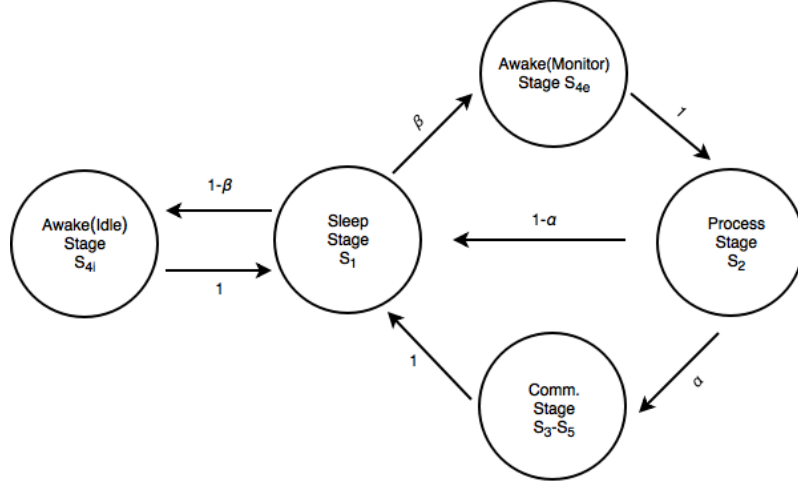 Awake(Monitor)
Stage S4e
β
1
1-β
Awake(Idle)
Stage
S4i
Sleep
Stage
S1
1-α
Process
Stage
S2
1
1
α
Comm.
Stage
S3-S5